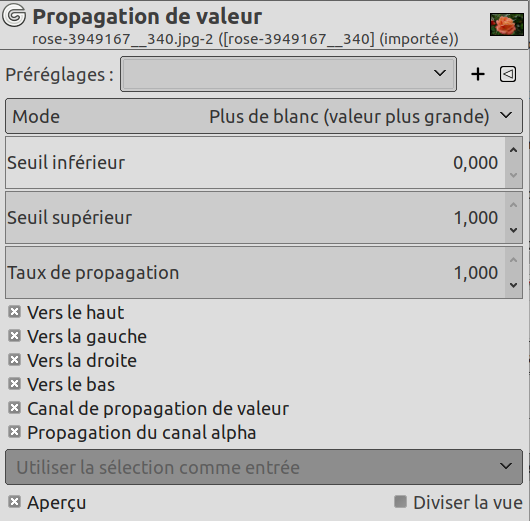 Propagation de valeur
rose-3949167__340.jpg-2 ([rose-3949167__340] (importée))
Préréglages :
Mode Plus de blanc (valeur plus grande)
Seuil inférieur 0,000
Seuil supérieur 1,000
Taux de propagation 1,000
Vers le haut
Vers la gauche
Vers la droite
Vers le bas
Canal de propagation de valeur
Propagation du canal alpha
Utiliser la sélection comme entrée
Aperçu Diviser la vue